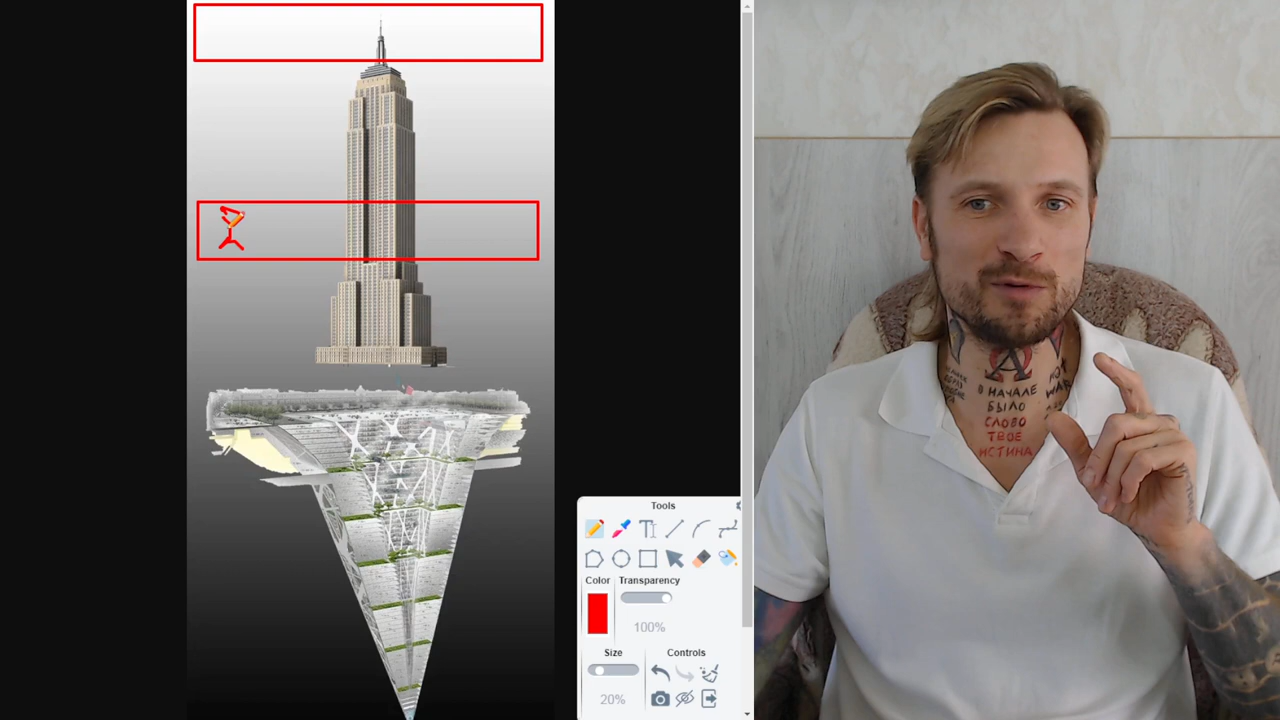 Tools
Color
Transparency
100%
Size
Controls
20%
A
В НАЧАЛЕ
БЫЛО
СЛОВО
ТВОЕ
ИСТИНА